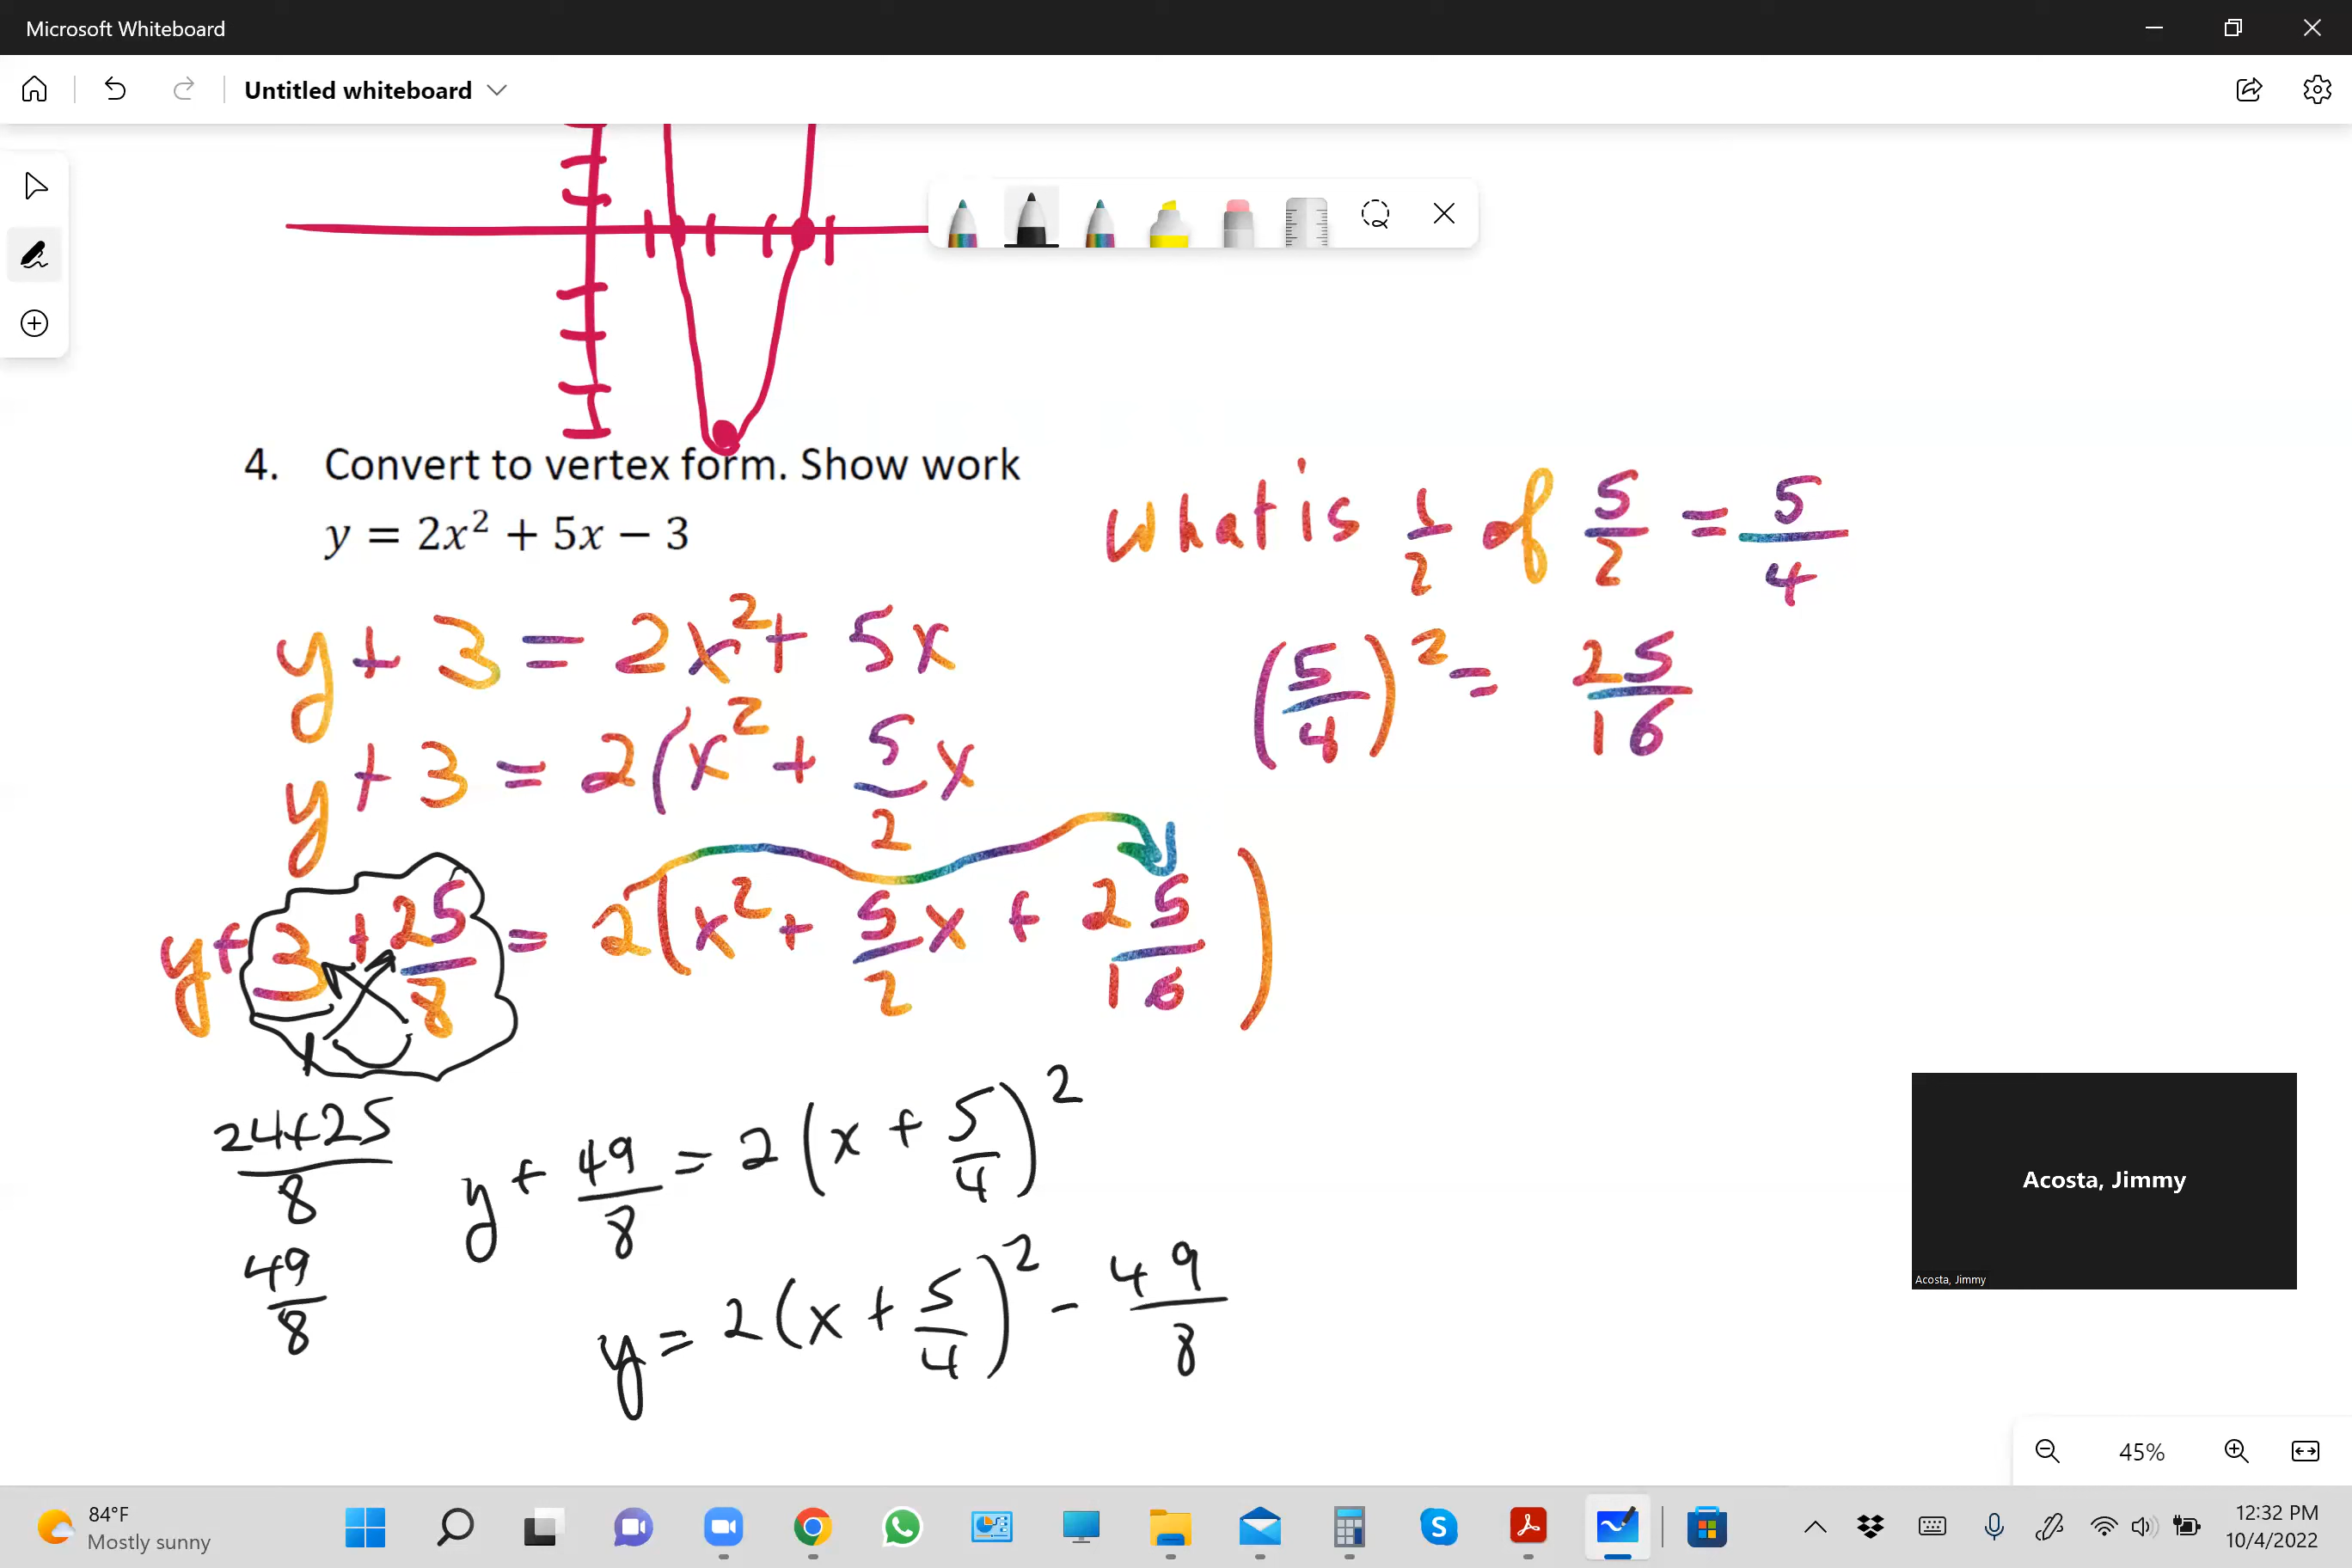 Microsoft Whiteboard
Untitled whiteboard
4. Convert to vertex form. Show work
y = 2x² + 5x − 3
What is 1/2 of 5/2 = 5/4
(5/4)² = 25/16
y + 3 = 2x² + 5x
y + 3 = 2(x² + 5/2 x
y + 3 + 25/8 = 2(x² + 5/2 x + 25/16)
1
24+25/8
49/8
y + 49/8 = 2(x + 5/4)²
y = 2(x + 5/4)² - 49/8
Acosta, Jimmy
Acosta, Jimmy
45%
84°F
Mostly sunny
12:32 PM
10/4/2022